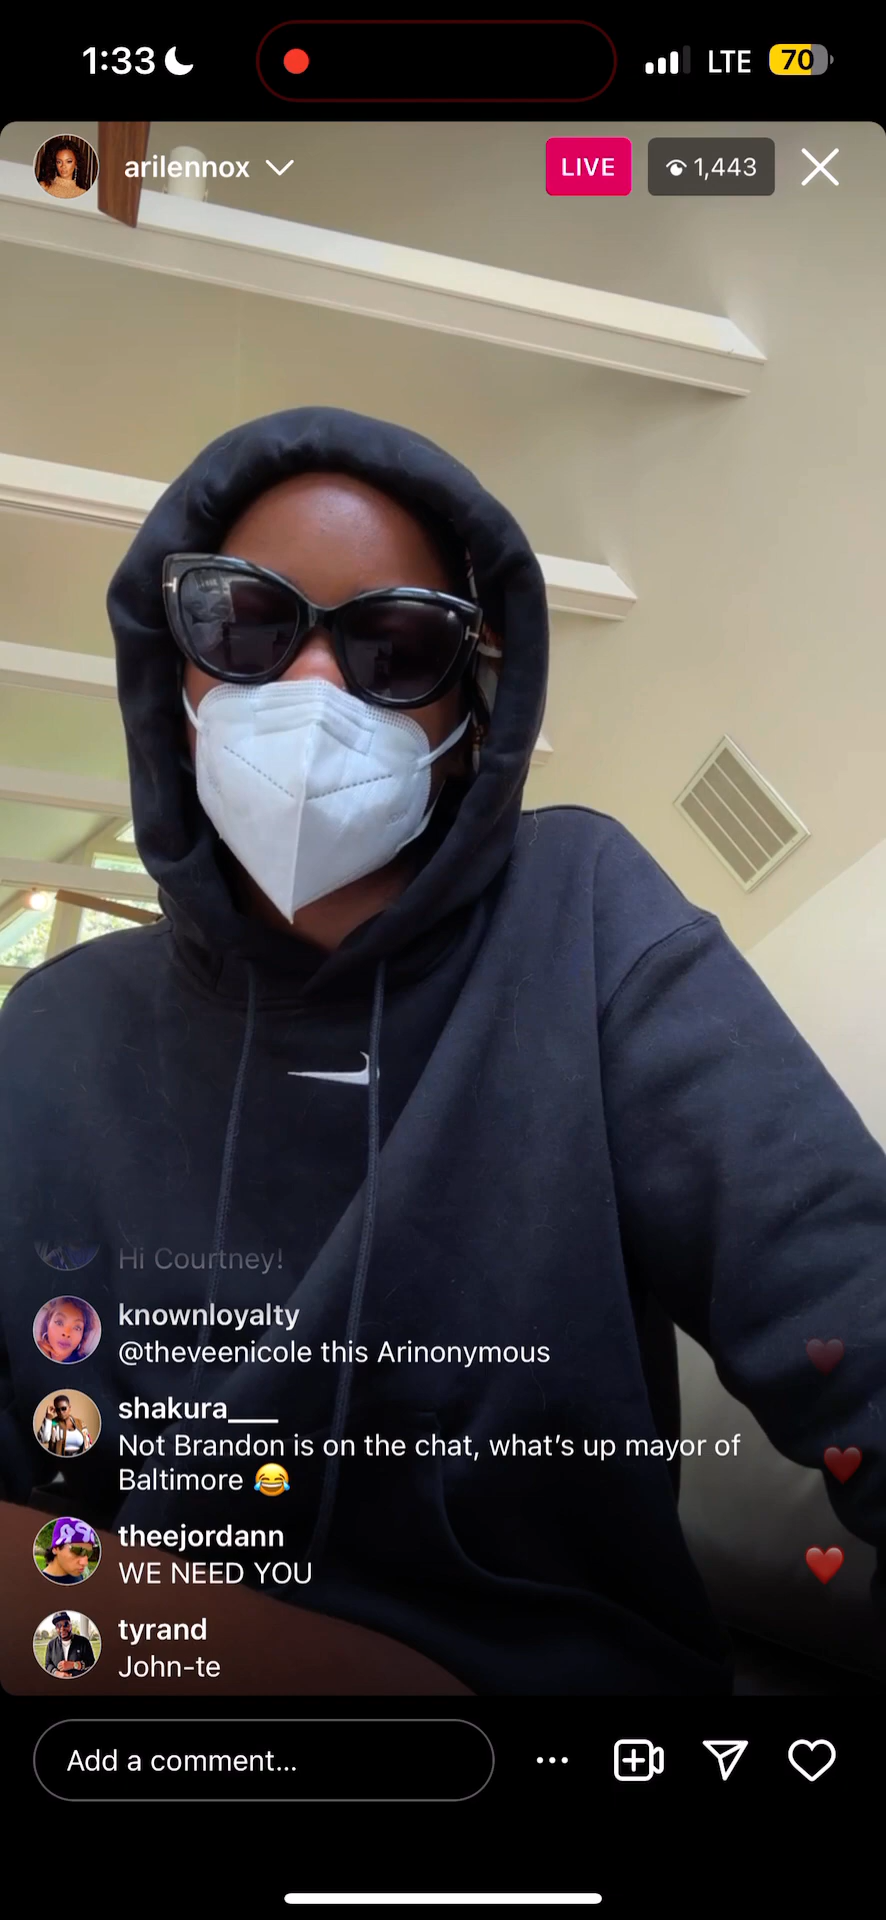 1:33
LTE
70
arilennox
LIVE
1,443
Hi Courtney!
knownloyalty
@theveenicole this Arinonymous
shakura___
Not Brandon is on the chat, what's up mayor of
Baltimore 😂
theejordann
WE NEED YOU
tyrand
John-te
Add a comment...